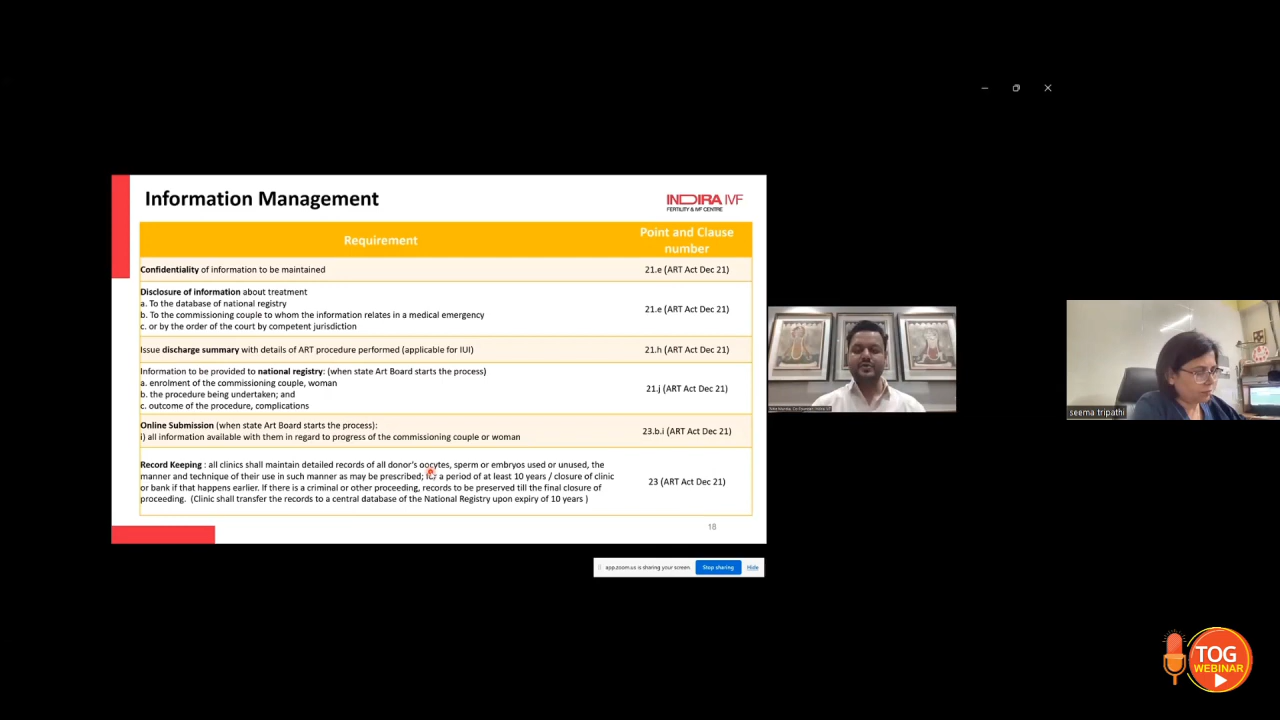 Information Management
INDIRA IVF
FERTILITY & IVF CENTRE
Requirement
Point and Clause
number
Confidentiality of information to be maintained
21.e (ART Act Dec 21)
Disclosure of information about treatment
a. To the database of national registry
b. To the commissioning couple to whom the information relates in a medical emergency
c. or by the order of the court by competent jurisdiction
21.e (ART Act Dec 21)
Issue discharge summary with details of ART procedure performed (applicable for IUI)
21.h (ART Act Dec 21)
Information to be provided to national registry: (when state Art Board starts the process)
a. enrolment of the commissioning couple, woman
b. the procedure being undertaken; and
c. outcome of the procedure, complications
21.j (ART Act Dec 21)
Online Submission (when state Art Board starts the process):
i) all information available with them in regard to progress of the commissioning couple or woman
23.b.i (ART Act Dec 21)
Record Keeping : all clinics shall maintain detailed records of all donor's oocytes, sperm or embryos used or unused, the
manner and technique of their use in such manner as may be prescribed; for a period of at least 10 years / closure of clinic
or bank if that happens earlier. If there is a criminal or other proceeding, records to be preserved till the final closure of
proceeding. (Clinic shall transfer the records to a central database of the National Registry upon expiry of 10 years )
23 (ART Act Dec 21)
18
seema tripathi
app.zoom.us is sharing your screen.
Stop sharing
Hide
TOG
WEBINAR